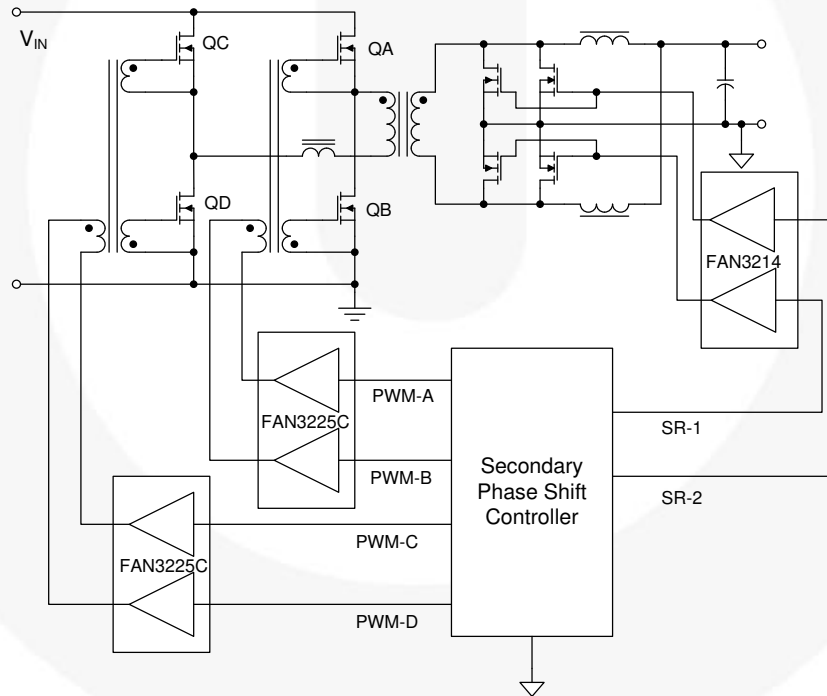 V_IN
QC
QA
QD
QB
FAN3214
FAN3225C
PWM-A
PWM-B
SR-1
SR-2
Secondary
Phase Shift
Controller
FAN3225C
PWM-C
PWM-D